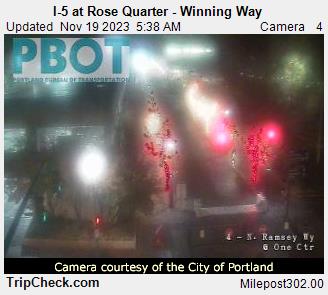 I-5 at Rose Quarter - Winning Way
Updated Nov 19 2023 5:38 AM Camera 4
PBOT
PORTLAND BUREAU OF TRANSPORTATION
4 - N. Ramsey Wy
@ One Ctr
Camera courtesy of the City of Portland
TripCheck.com Milepost302.00